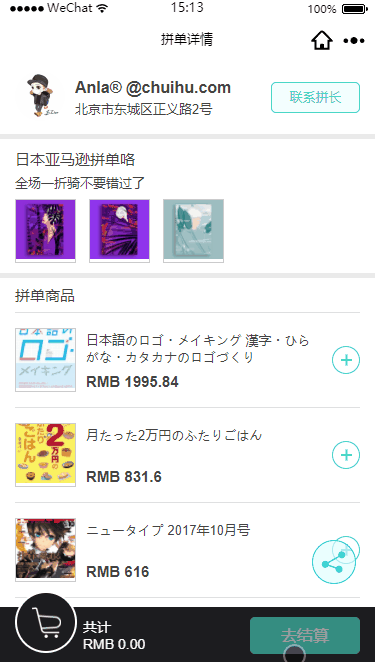 WeChat 15:13 100%
拼单详情
Anla® @chuihu.com
北京市东城区正义路2号
联系拼长
日本亚马逊拼单咯
全场一折骑不要错过了
拼单商品
日本語のロゴ・メイキング 漢字・ひら
がな・カタカナのロゴづくり
RMB 1995.84
月たった2万円のふたりごはん
RMB 831.6
ニュータイプ 2017年10月号
RMB 616
共计
RMB 0.00
去结算